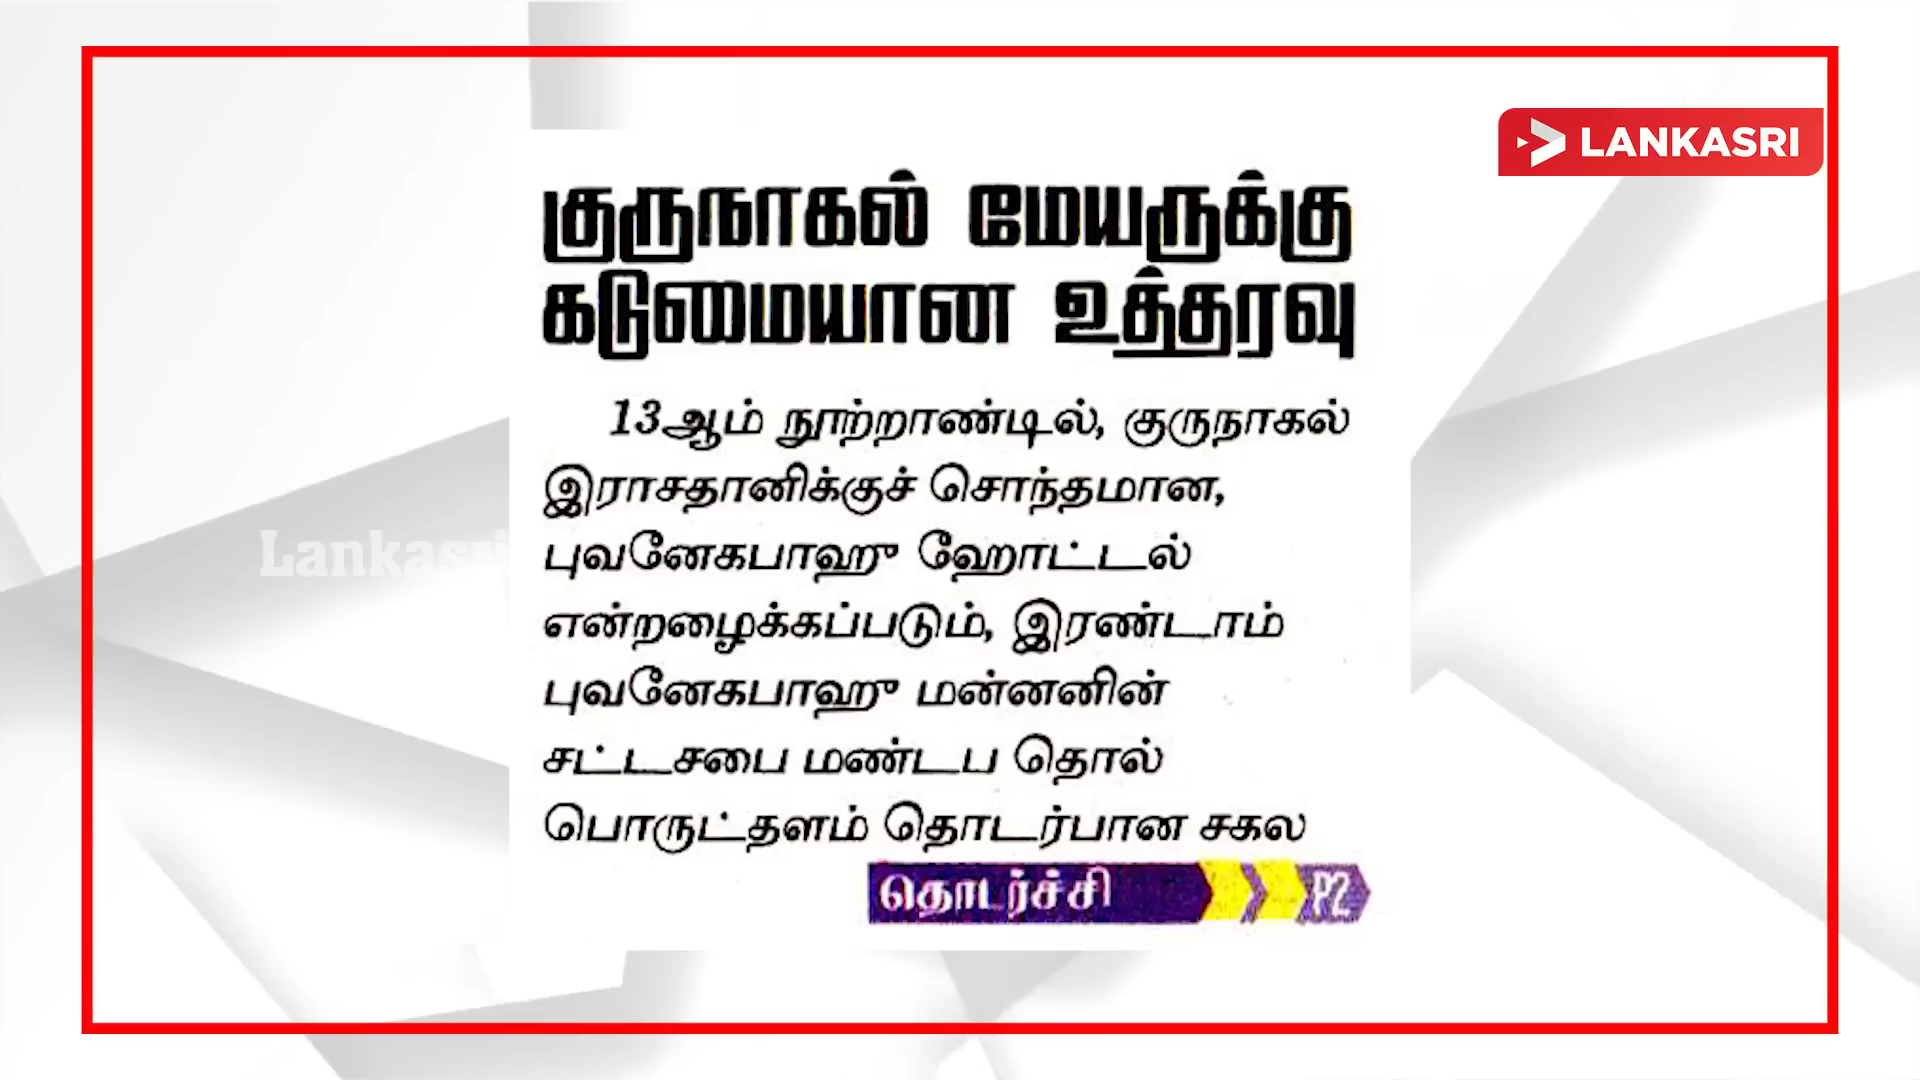 LANKASRI
குருநாகல் மேயருக்கு
கடுமையான உத்தரவு
13ஆம் நூற்றாண்டில், குருநாகல்
இராசதானிக்குச் சொந்தமான,
புவனேகபாஹு ஹோட்டல்
என்றழைக்கப்படும், இரண்டாம்
Lankasri
புவனேகபாஹு மன்னனின்
சட்டசபை மண்டப தொல்
பொருட்தளம் தொடர்பான சகல
தொடர்ச்சி P2